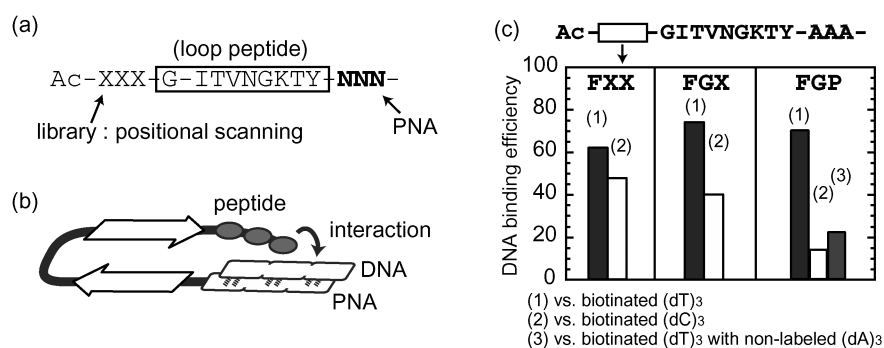 (a)
(loop peptide)
Ac-XXX-G-ITVNGKTY-NNN-
library : positional scanning
PNA
(b)
peptide
interaction
DNA
PNA
(c)
Ac-
-GITVNGKTY-AAA-
DNA binding efficiency
100
80
60
40
20
0
FXX
(1)
(2)
FGX
(1)
(2)
FGP
(1)
(2)
(3)
(1) vs. biotinated (dT)3
(2) vs. biotinated (dC)3
(3) vs. biotinated (dT)3 with non-labeled (dA)3